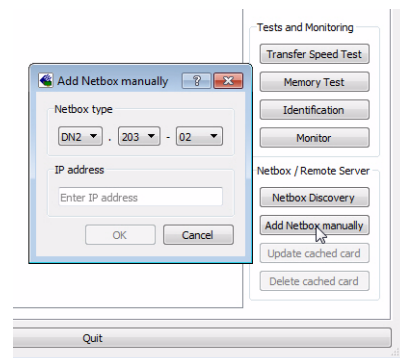 Tests and Monitoring
Transfer Speed Test
Memory Test
Identification
Monitor
Netbox / Remote Server
Netbox Discovery
Add Netbox manually
Update cached card
Delete cached card
Add Netbox manually ?
Netbox type
DN2 . 203 - 02
IP address
Enter IP address
OK Cancel
Quit